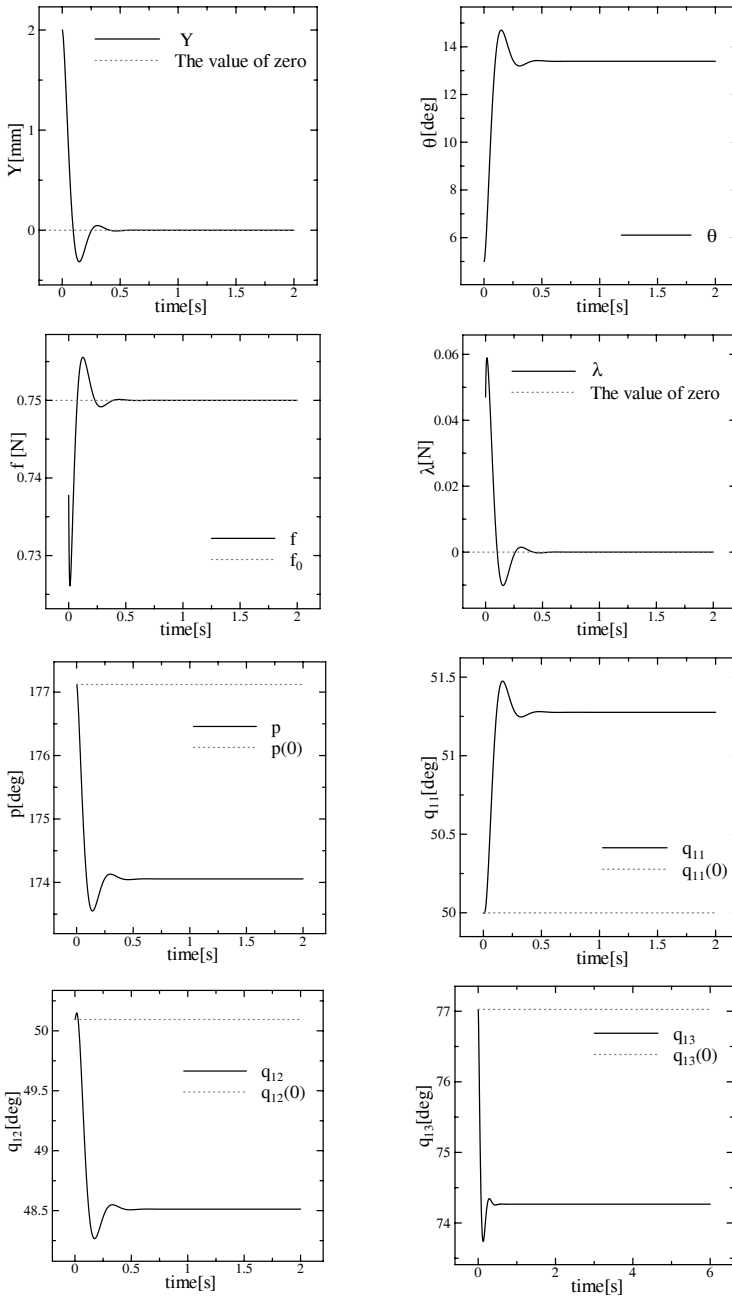 2
1
0
Y[mm]
Y
The value of zero
0 0.5 1 1.5 2
time[s]
14
12
10
8
6
θ[deg]
θ
0 0.5 1 1.5 2
time[s]
0.75
0.74
0.73
f [N]
f
f0
0 0.5 1 1.5 2
time[s]
0.06
0.04
0.02
0
λ[N]
λ
The value of zero
0 0.5 1 1.5 2
time[s]
177
176
175
174
p[deg]
p
p(0)
0 0.5 1 1.5 2
time[s]
51.5
51
50.5
50
q11[deg]
q11
q11(0)
0 0.5 1 1.5 2
time[s]
50
49.5
49
48.5
q12[deg]
q12
q12(0)
0 0.5 1 1.5 2
time[s]
77
76
75
74
q13[deg]
q13
q13(0)
0 2 4 6
time[s]